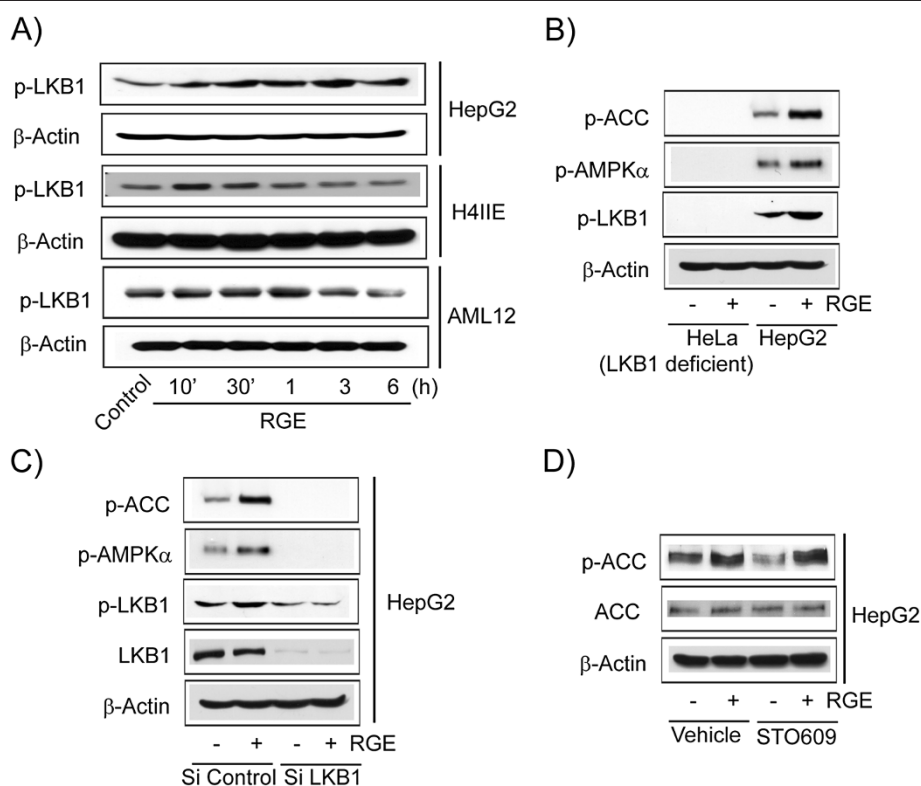 A)
p-LKB1
HepG2
β-Actin
p-LKB1
H4IIE
β-Actin
p-LKB1
AML12
β-Actin
Control 10' 30' 1 3 6 (h)
RGE
B)
p-ACC
p-AMPKα
p-LKB1
β-Actin
- + - + RGE
HeLa HepG2
(LKB1 deficient)
C)
p-ACC
p-AMPKα
p-LKB1
HepG2
LKB1
β-Actin
- + - + RGE
Si Control Si LKB1
D)
p-ACC
ACC
HepG2
β-Actin
- + - + RGE
Vehicle STO609